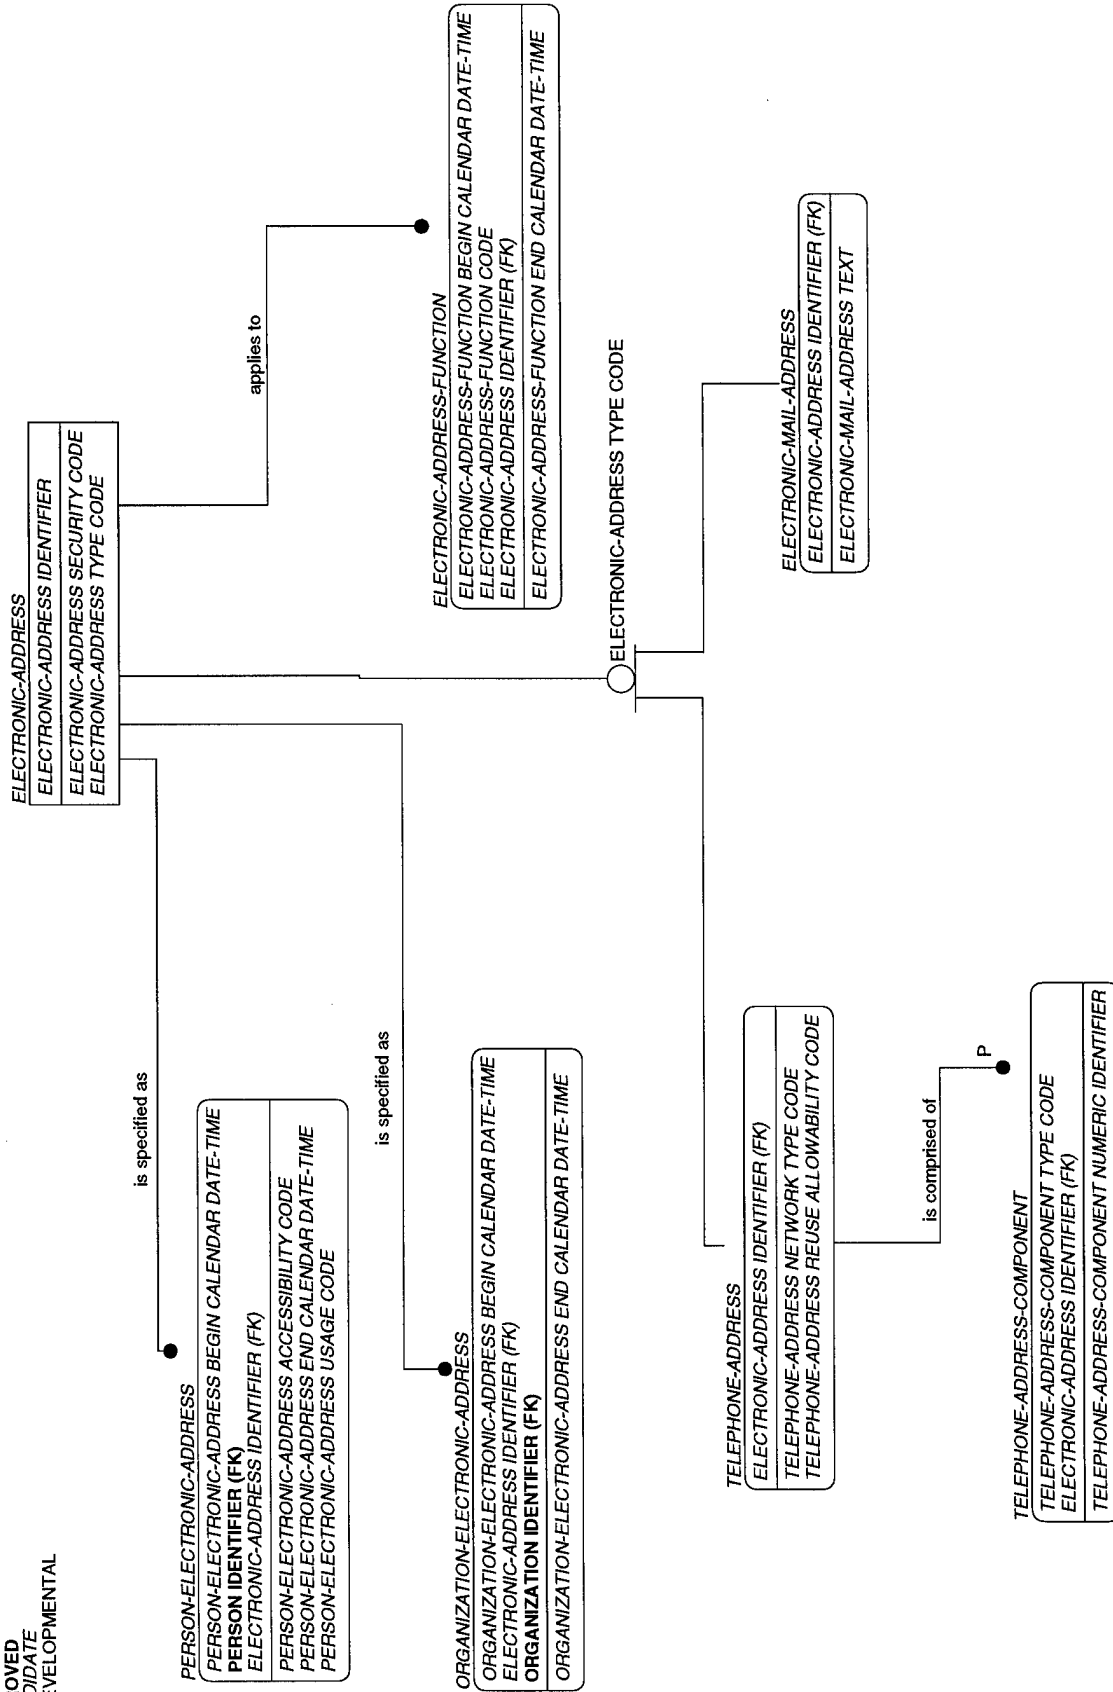 OVED
DIDATE
EVELOPMENTAL
ELECTRONIC-ADDRESS
ELECTRONIC-ADDRESS IDENTIFIER
ELECTRONIC-ADDRESS SECURITY CODE
ELECTRONIC-ADDRESS TYPE CODE
is specified as
applies to
PERSON-ELECTRONIC-ADDRESS
PERSON-ELECTRONIC-ADDRESS BEGIN CALENDAR DATE-TIME
PERSON IDENTIFIER (FK)
ELECTRONIC-ADDRESS IDENTIFIER (FK)
PERSON-ELECTRONIC-ADDRESS ACCESSIBILITY CODE
PERSON-ELECTRONIC-ADDRESS END CALENDAR DATE-TIME
PERSON-ELECTRONIC-ADDRESS USAGE CODE
is specified as
ELECTRONIC-ADDRESS-FUNCTION
ELECTRONIC-ADDRESS-FUNCTION BEGIN CALENDAR DATE-TIME
ELECTRONIC-ADDRESS-FUNCTION CODE
ELECTRONIC-ADDRESS IDENTIFIER (FK)
ELECTRONIC-ADDRESS-FUNCTION END CALENDAR DATE-TIME
ORGANIZATION-ELECTRONIC-ADDRESS
ORGANIZATION-ELECTRONIC-ADDRESS BEGIN CALENDAR DATE-TIME
ELECTRONIC-ADDRESS IDENTIFIER (FK)
ORGANIZATION IDENTIFIER (FK)
ORGANIZATION-ELECTRONIC-ADDRESS END CALENDAR DATE-TIME
ELECTRONIC-ADDRESS TYPE CODE
TELEPHONE-ADDRESS
ELECTRONIC-ADDRESS IDENTIFIER (FK)
TELEPHONE-ADDRESS NETWORK TYPE CODE
TELEPHONE-ADDRESS REUSE ALLOWABILITY CODE
ELECTRONIC-MAIL-ADDRESS
ELECTRONIC-ADDRESS IDENTIFIER (FK)
ELECTRONIC-MAIL-ADDRESS TEXT
is comprised of
P
TELEPHONE-ADDRESS-COMPONENT
TELEPHONE-ADDRESS-COMPONENT TYPE CODE
ELECTRONIC-ADDRESS IDENTIFIER (FK)
TELEPHONE-ADDRESS-COMPONENT NUMERIC IDENTIFIER